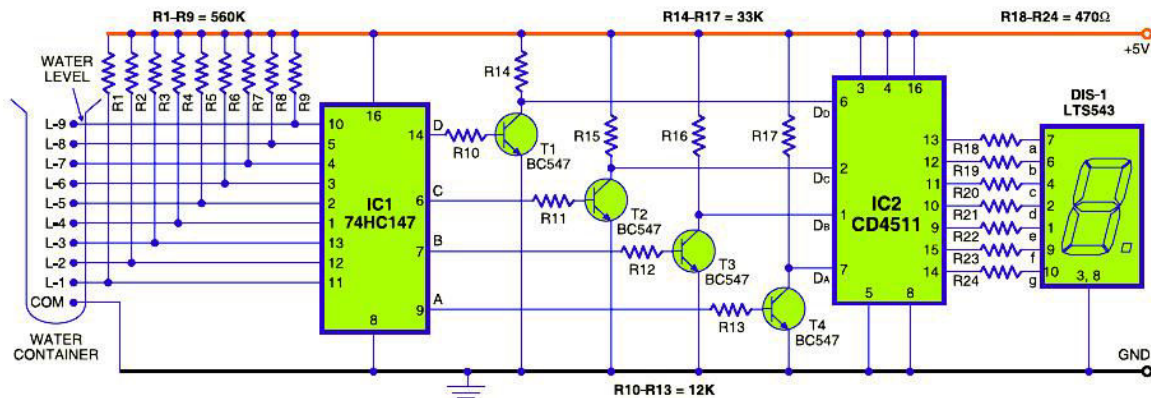 R1–R9 = 560K
R14–R17 = 33K
R18–R24 = 470Ω
+5V
WATER
LEVEL
R1
R2
R3
R4
R5
R6
R7
R8
R9
R14
R15
R16
R17
16
3
4
16
DIS-1
LTS543
L-9
L-8
L-7
L-6
L-5
L-4
L-3
L-2
L-1
COM
10
5
4
3
2
1
13
12
11
IC1
74HC147
14
6
7
9
8
D
C
B
A
R10
R11
R12
R13
T1
BC547
T2
BC547
T3
BC547
T4
BC547
DD
DC
DB
DA
6
2
1
7
IC2
CD4511
5
8
13
12
11
10
9
15
14
R18
R19
R20
R21
R22
R23
R24
a
b
c
d
e
f
g
7
6
4
2
1
9
10
3, 8
WATER
CONTAINER
GND
R10–R13 = 12K